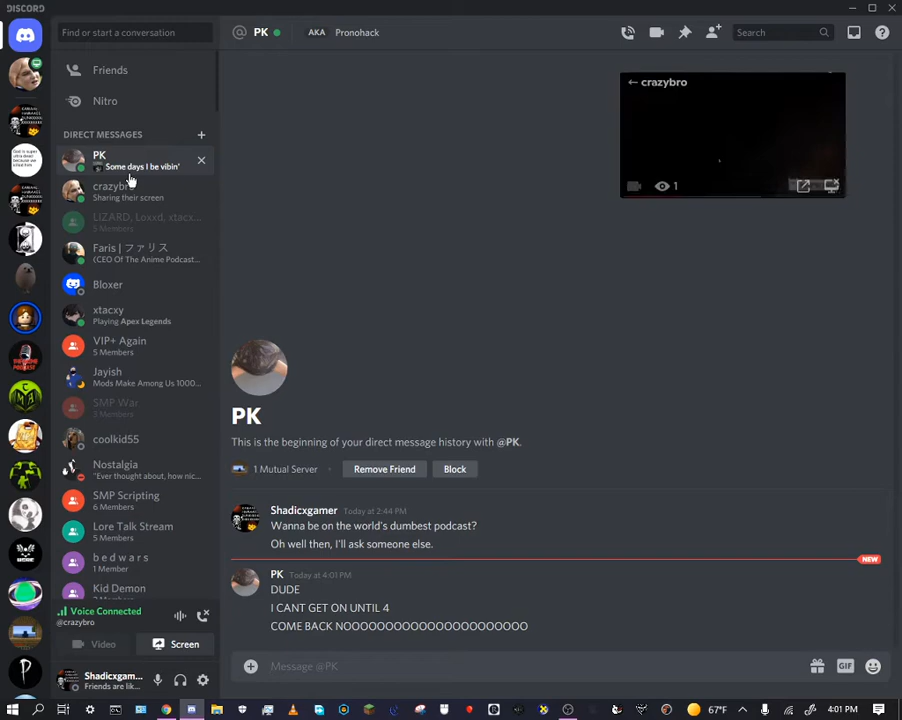 DISCORD
Find or start a conversation
@ PK
AKA Pronohack
Search
Friends
Nitro
DIRECT MESSAGES
PK
Some days I be vibin'
crazybr
Sharing their screen
LIZARD, Loxxd, xtacx...
5 Members
Faris | ファリス
(CEO Of The Anime Podcast...
Bloxer
xtacxy
Playing Apex Legends
VIP+ Again
5 Members
Jayish
Mods Make Among Us 1000...
SMP War
3 Members
coolkid55
Nostalgia
"Ever thought about, how nic...
SMP Scripting
6 Members
Lore Talk Stream
5 Members
b e d w a r s
1 Member
Kid Demon
Voice Connected
@crazybro
Video
Screen
Shadicxgam...
Friends are lik...
← crazybro
1
PK
This is the beginning of your direct message history with @PK.
1 Mutual Server
Remove Friend
Block
Shadicxgamer Today at 2:44 PM
Wanna be on the world's dumbest podcast?
Oh well then, I'll ask someone else.
NEW
PK Today at 4:01 PM
DUDE
I CANT GET ON UNTIL 4
COME BACK NOOOOOOOOOOOOOOOOOOOOOO
Message @PK
GIF
67°F
4:01 PM